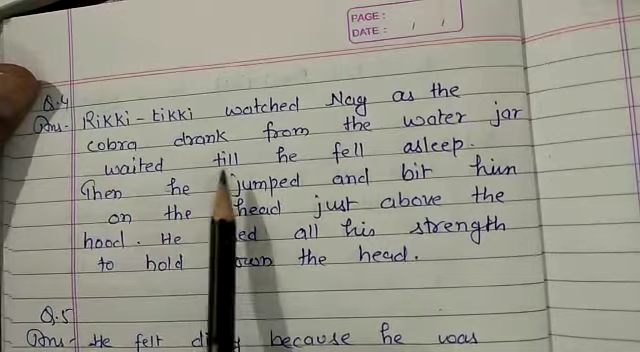 PAGE:
DATE: / /
Q.4
Ans- Rikki-tikki watched Nag as the
cobra drank from the water jar
waited till he fell asleep.
Then he jumped and bit him
on the head just above the
hood. He all his strength
to hold the head.
Q.5
Ans- He felt because he was